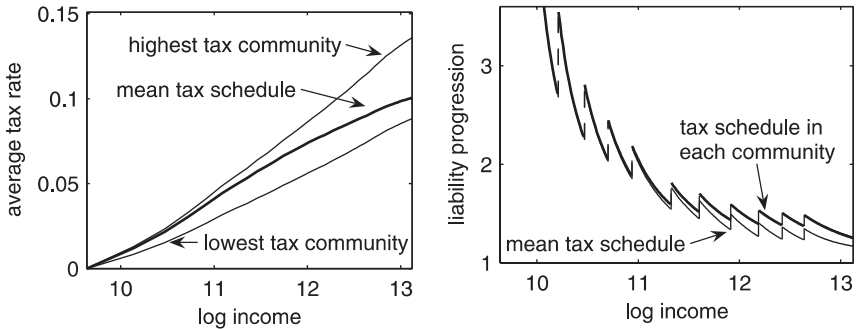 0.15
0.1
0.05
0
10
11
12
13
average tax rate
log income
highest tax community
mean tax schedule
lowest tax community
3
2
1
10
11
12
13
liability progression
log income
tax schedule in
each community
mean tax schedule